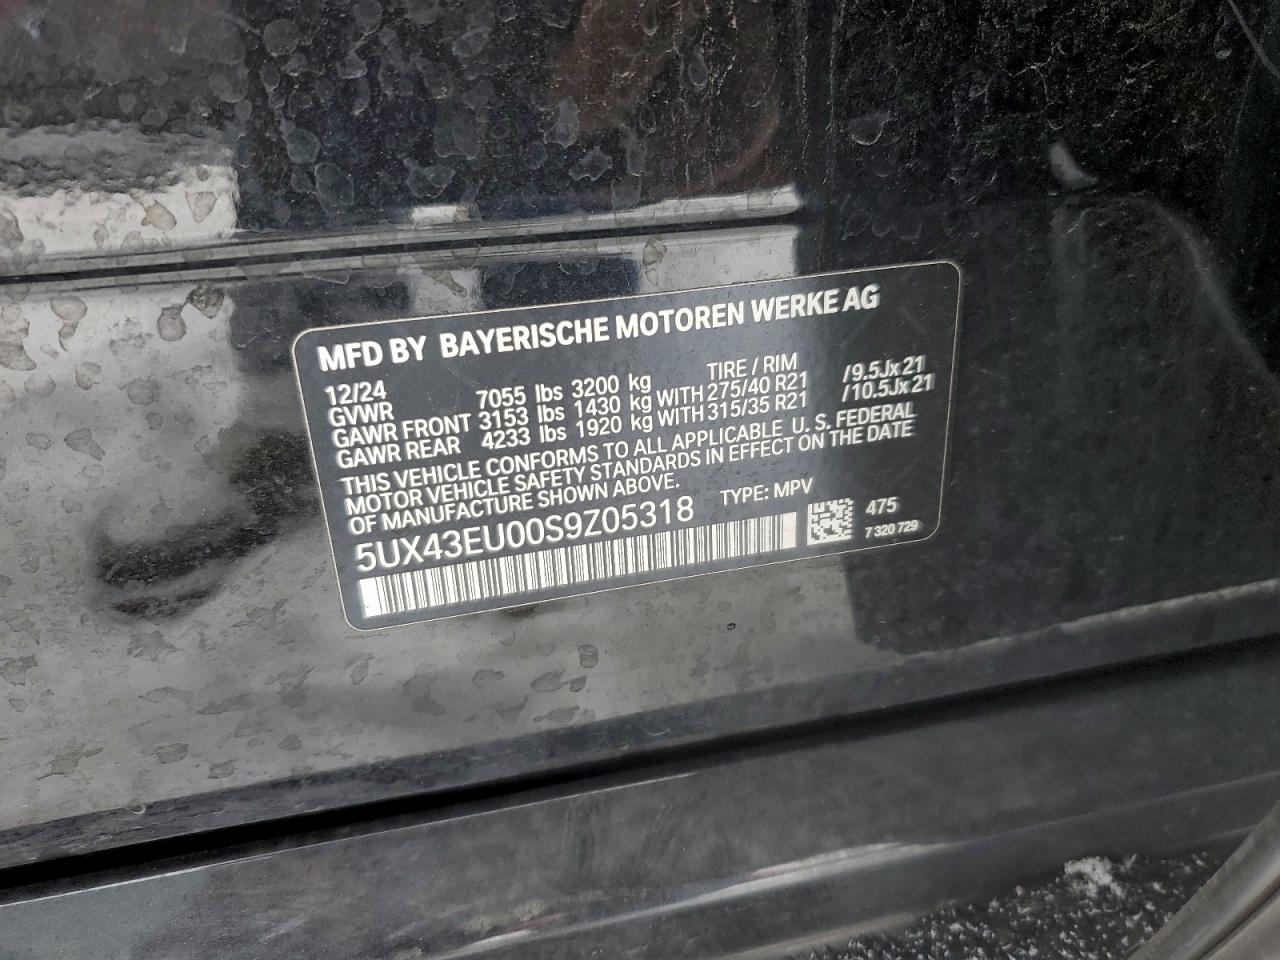 MFD BY BAYERISCHE MOTOREN WERKE AG
12/24 TIRE / RIM
GVWR 7055 lbs 3200 kg
GAWR FRONT 3153 lbs 1430 kg WITH 275/40 R21 /9.5Jx21
GAWR REAR 4233 lbs 1920 kg WITH 315/35 R21 /10.5Jx21
THIS VEHICLE CONFORMS TO ALL APPLICABLE U. S. FEDERAL
MOTOR VEHICLE SAFETY STANDARDS IN EFFECT ON THE DATE
OF MANUFACTURE SHOWN ABOVE.
5UX43EU00S9Z05318 TYPE: MPV
475
7 320 729